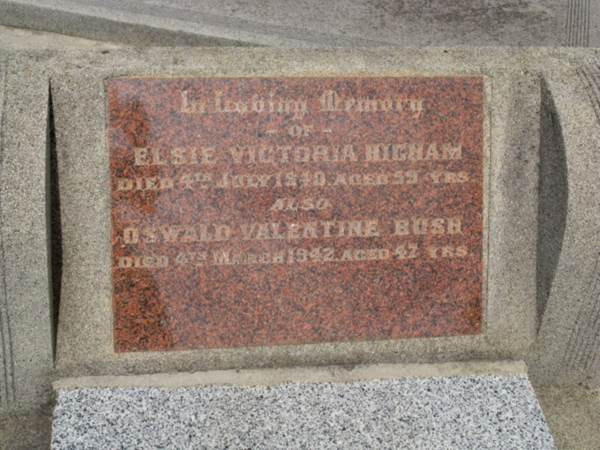 In Loving Memory
- OF -
ELSIE VICTORIA HIGHAM
DIED 4TH JULY 1940. AGED 59 YRS.
ALSO
OSWALD VALENTINE BUSH
DIED 4TH MARCH 1942. AGED 47 YRS.